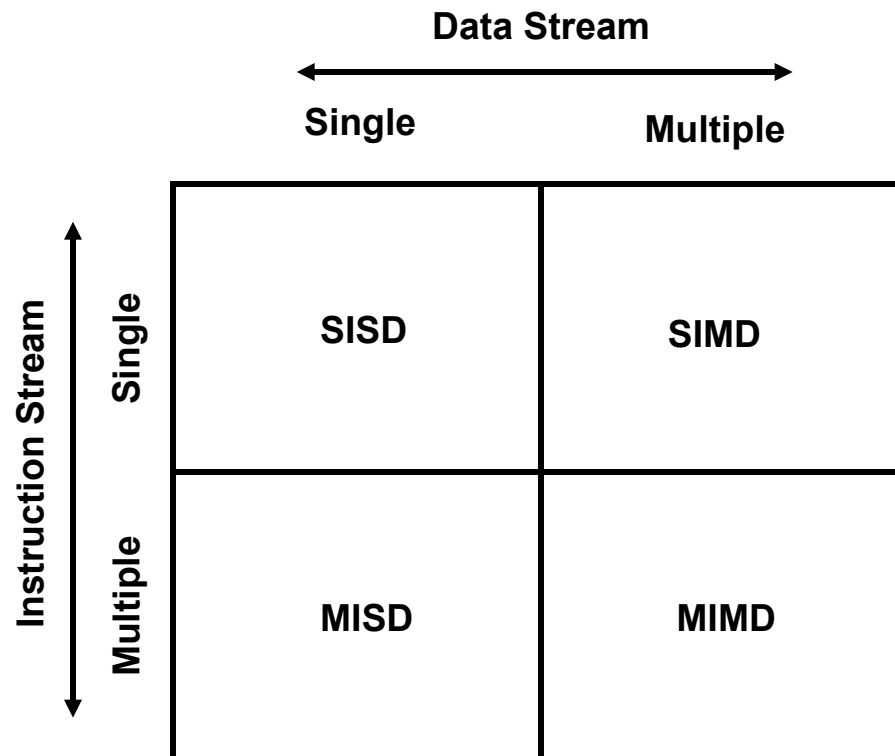 Data Stream
Single
Multiple
Instruction Stream
Single
SISD
SIMD
Multiple
MISD
MIMD